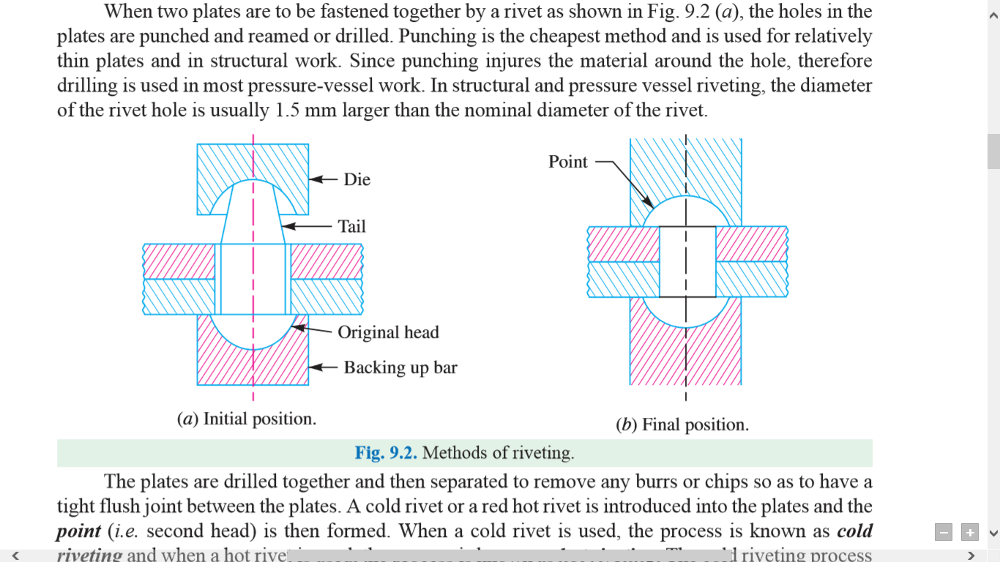 When two plates are to be fastened together by a rivet as shown in Fig. 9.2 (a), the holes in the
plates are punched and reamed or drilled. Punching is the cheapest method and is used for relatively
thin plates and in structural work. Since punching injures the material around the hole, therefore
drilling is used in most pressure-vessel work. In structural and pressure vessel riveting, the diameter
of the rivet hole is usually 1.5 mm larger than the nominal diameter of the rivet.
Point
Die
Tail
Original head
Backing up bar
(a) Initial position.
(b) Final position.
Fig. 9.2. Methods of riveting.
The plates are drilled together and then separated to remove any burrs or chips so as to have a
tight flush joint between the plates. A cold rivet or a red hot rivet is introduced into the plates and the
point (i.e. second head) is then formed. When a cold rivet is used, the process is known as cold
riveting and when a hot riveting process